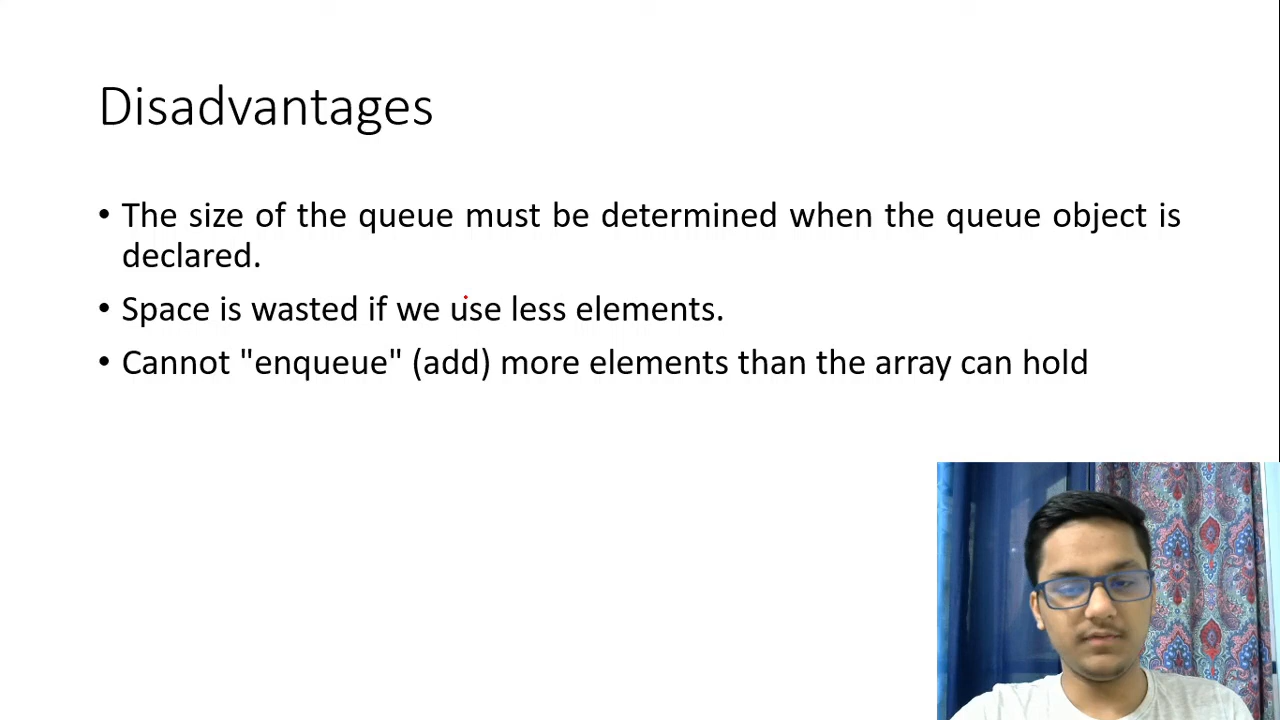 Disadvantages
• The size of the queue must be determined when the queue object is
declared.
• Space is wasted if we use less elements.
• Cannot "enqueue" (add) more elements than the array can hold